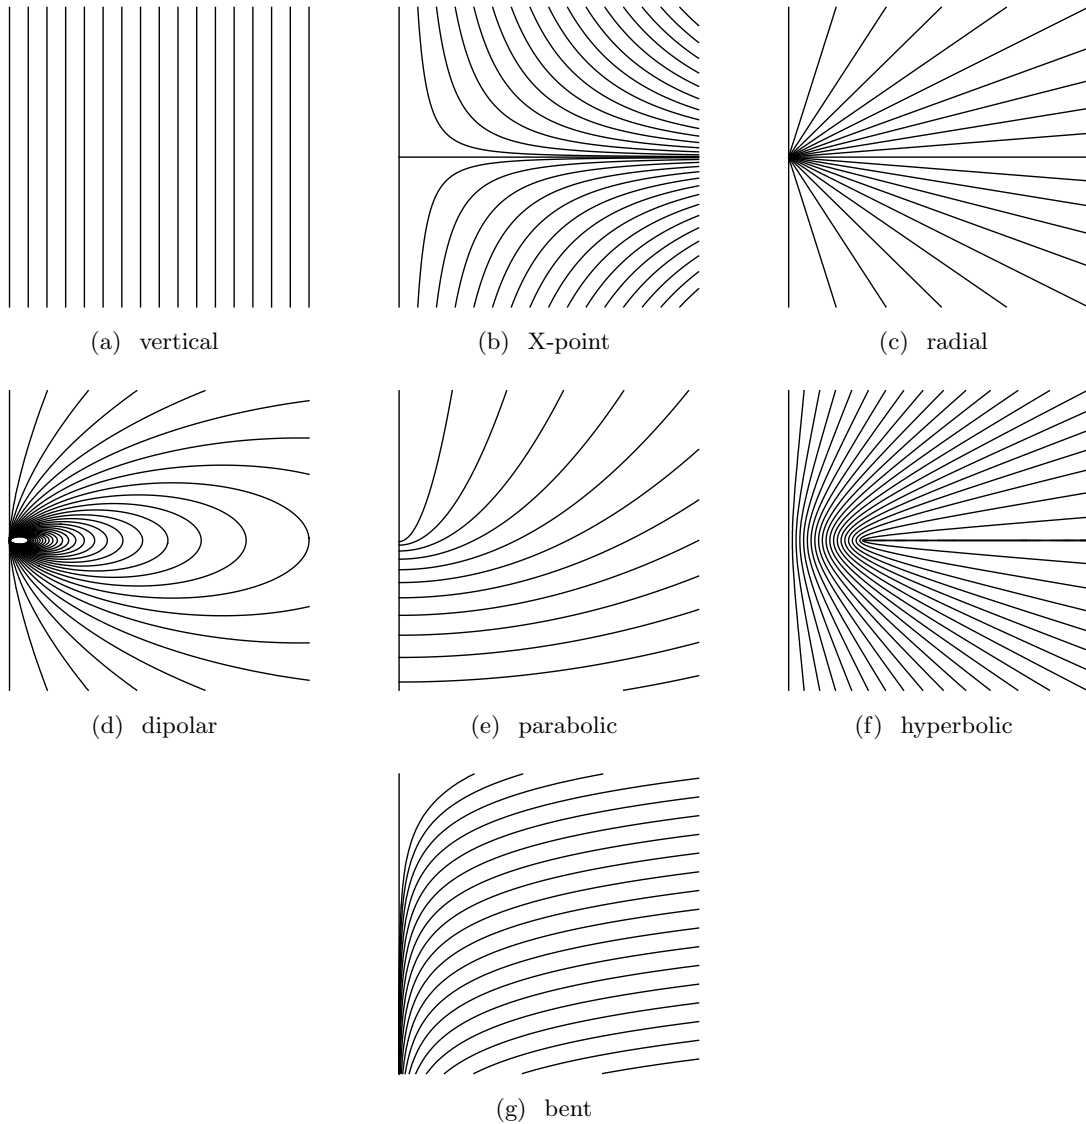 (a) vertical
(b) X-point
(c) radial
(d) dipolar
(e) parabolic
(f) hyperbolic
(g) bent